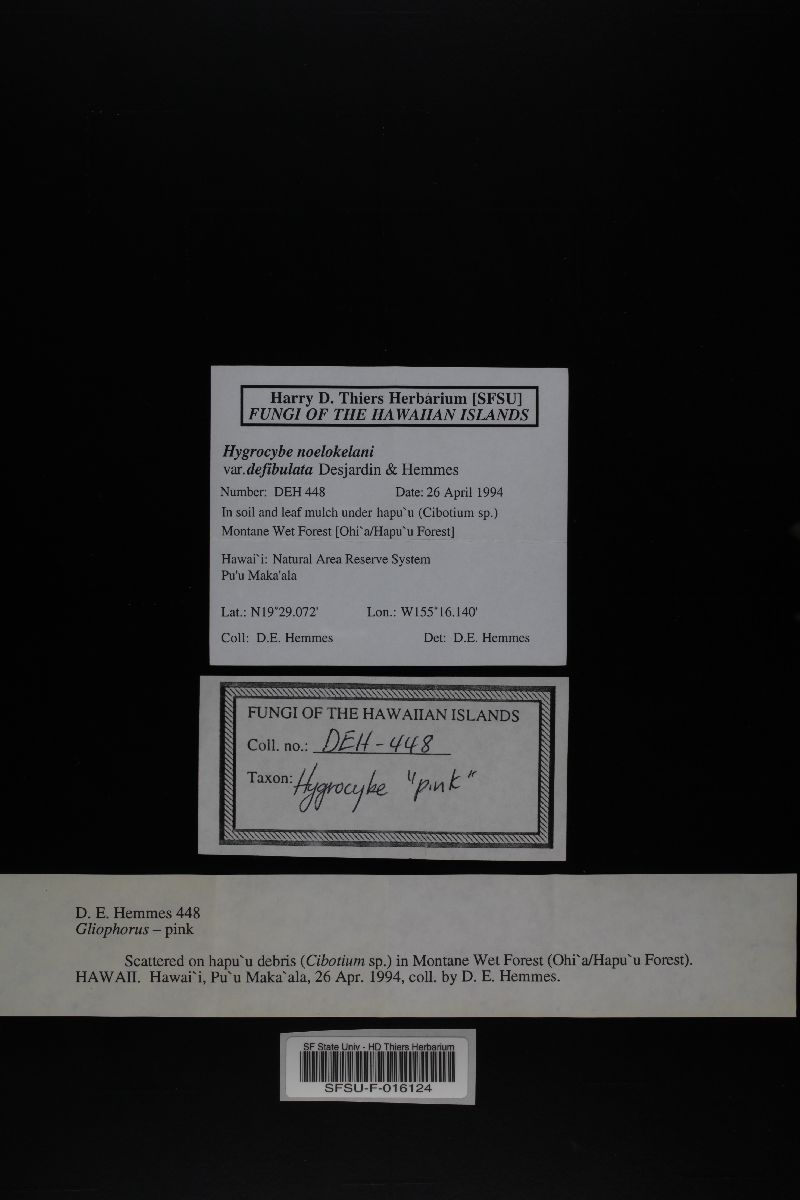 Harry D. Thiers Herbarium [SFSU]
FUNGI OF THE HAWAIIAN ISLANDS
Hygrocybe noelokelani
var.defibulata Desjardin & Hemmes
Number: DEH 448 Date: 26 April 1994
In soil and leaf mulch under hapu`u (Cibotium sp.)
Montane Wet Forest [Ohi`a/Hapu`u Forest]
Hawai`i: Natural Area Reserve System
Pu'u Maka'ala
Lat.: N19°29.072' Lon.: W155°16.140'
Coll: D.E. Hemmes Det: D.E. Hemmes
FUNGI OF THE HAWAIIAN ISLANDS
Coll. no.: DEH-448
Taxon: Hygrocybe "pink"
D. E. Hemmes 448
Gliophorus – pink
Scattered on hapu`u debris (Cibotium sp.) in Montane Wet Forest (Ohi`a/Hapu`u Forest).
HAWAII. Hawai`i, Pu`u Maka`ala, 26 Apr. 1994, coll. by D. E. Hemmes.
SF State Univ - HD Thiers Herbarium
SFSU-F-016124